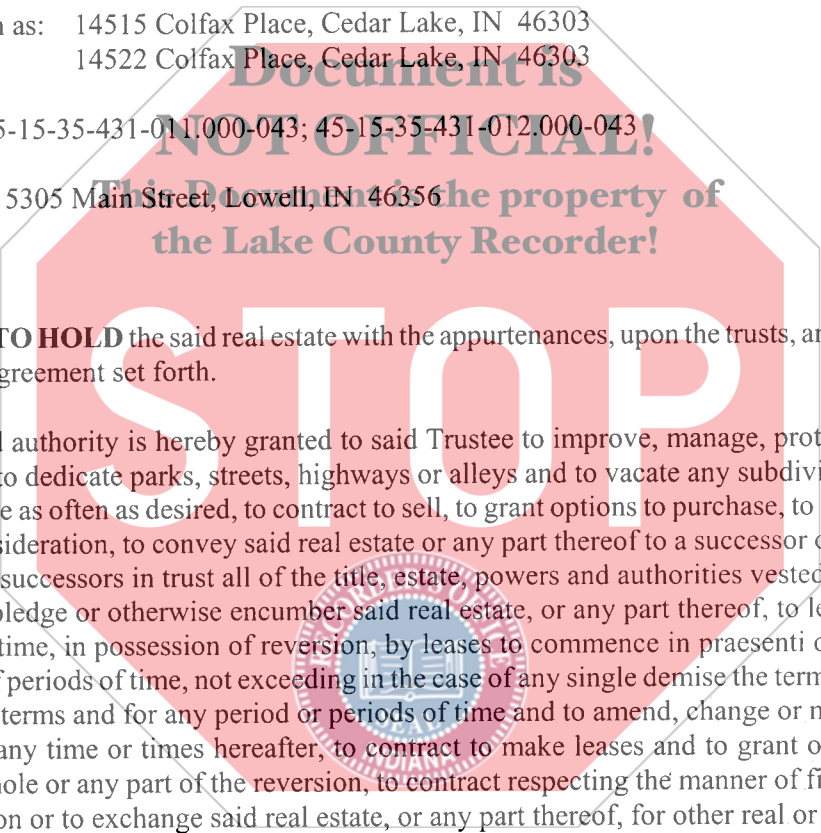 n as: 14515 Colfax Place, Cedar Lake, IN 46303
14522 Colfax Place, Cedar Lake, IN 46303
Document is
5-15-35-431-011.000-043; 45-15-35-431-012.000-043
NOT OFFICIAL!
5305 Main Street, Lowell, IN 46356
This Document is the property of
the Lake County Recorder!
STOP
TO HOLD the said real estate with the appurtenances, upon the trusts, an
greement set forth.
l authority is hereby granted to said Trustee to improve, manage, prot
to dedicate parks, streets, highways or alleys and to vacate any subdivi
e as often as desired, to contract to sell, to grant options to purchase, to
sideration, to convey said real estate or any part thereof to a successor o
successors in trust all of the title, estate, powers and authorities vested
pledge or otherwise encumber said real estate, or any part thereof, to le
time, in possession of reversion, by leases to commence in praesenti o
f periods of time, not exceeding in the case of any single demise the term
terms and for any period or periods of time and to amend, change or m
any time or times hereafter, to contract to make leases and to grant o
hole or any part of the reversion, to contract respecting the manner of fi
on or to exchange said real estate, or any part thereof, for other real or
RECORDER'S OFFICE
SEAL
INDIANA